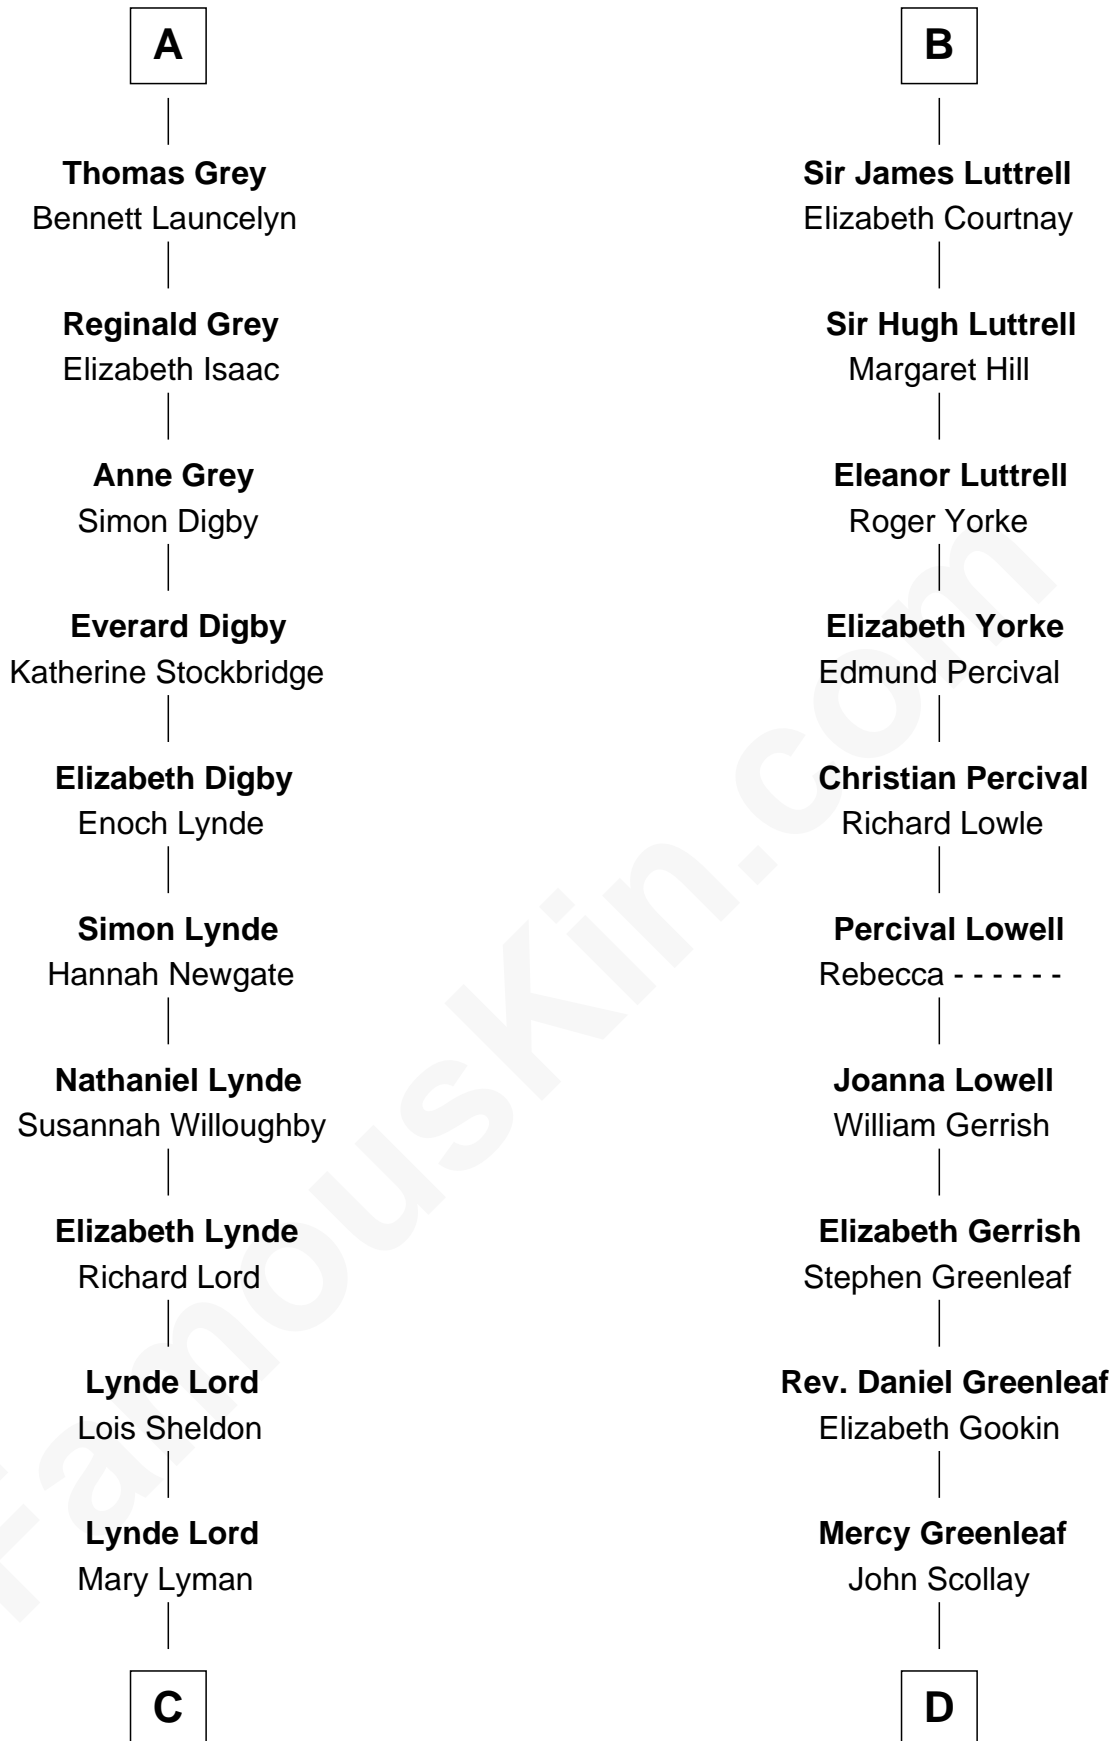 A
Thomas Grey
Bennett Launcelyn
Reginald Grey
Elizabeth Isaac
Anne Grey
Simon Digby
Everard Digby
Katherine Stockbridge
Elizabeth Digby
Enoch Lynde
Simon Lynde
Hannah Newgate
Nathaniel Lynde
Susannah Willoughby
Elizabeth Lynde
Richard Lord
Lynde Lord
Lois Sheldon
Lynde Lord
Mary Lyman
C
B
Sir James Luttrell
Elizabeth Courtnay
Sir Hugh Luttrell
Margaret Hill
Eleanor Luttrell
Roger Yorke
Elizabeth Yorke
Edmund Percival
Christian Percival
Richard Lowle
Percival Lowell
Rebecca - - - - - -
Joanna Lowell
William Gerrish
Elizabeth Gerrish
Stephen Greenleaf
Rev. Daniel Greenleaf
Elizabeth Gookin
Mercy Greenleaf
John Scollay
D
FamousKin.com